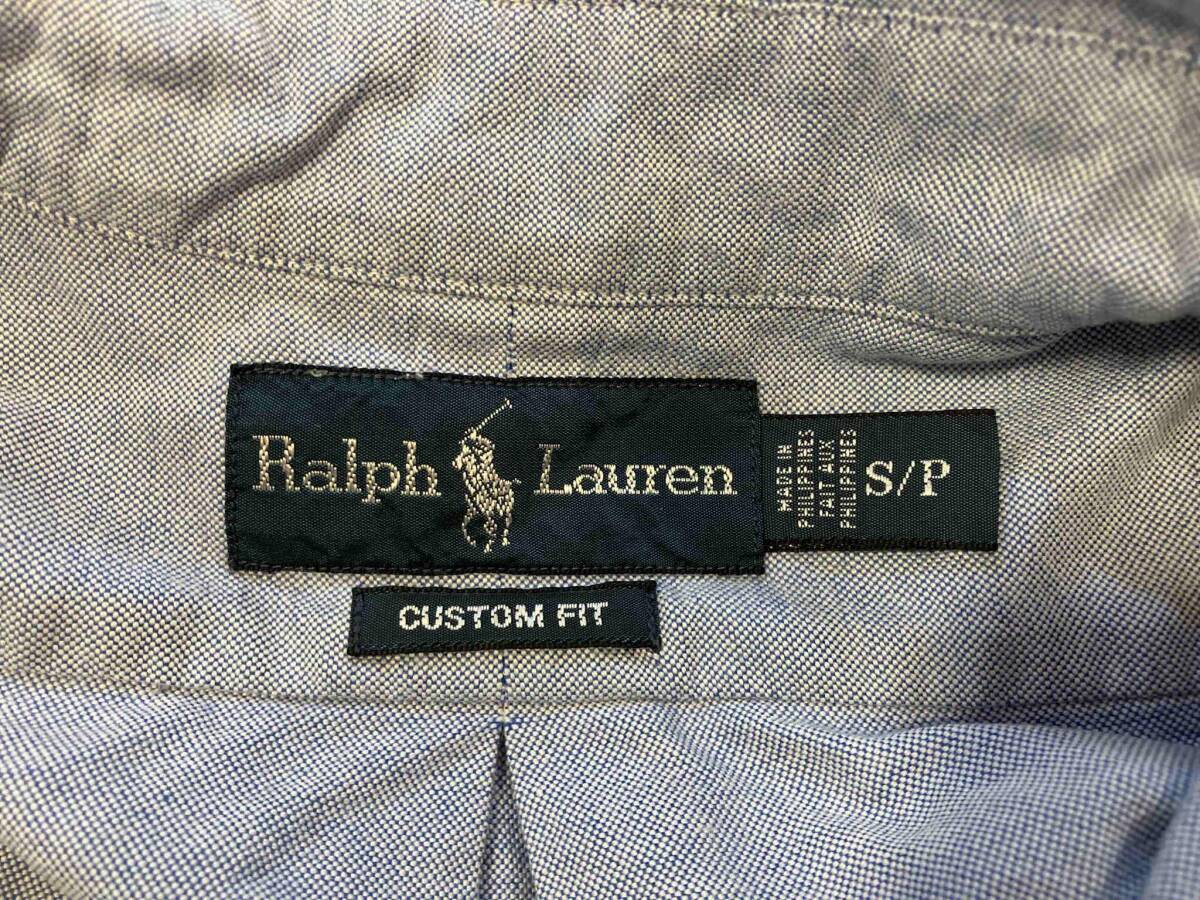 Ralph Lauren
MADE IN
PHILIPPINES
FAIT AUX
PHILIPPINES
S/P
CUSTOM FIT